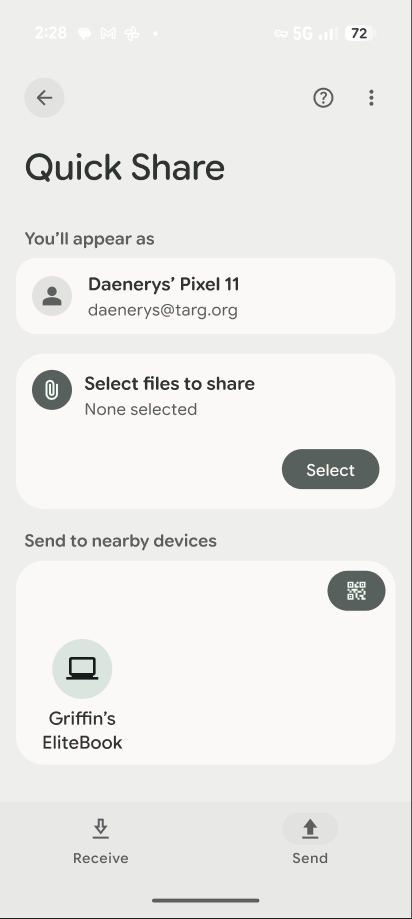 2:28
5G
72
Quick Share
You'll appear as
Daenerys' Pixel 11
daenerys@targ.org
Select files to share
None selected
Select
Send to nearby devices
Griffin's
EliteBook
Receive
Send